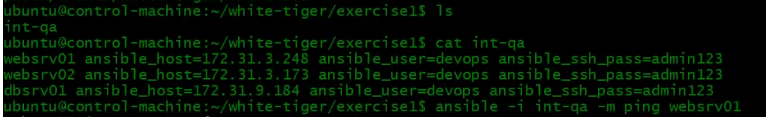 ubuntu@control-machine:~/white-tiger/exercise1$ ls
int-qa
ubuntu@control-machine:~/white-tiger/exercise1$ cat int-qa
websrv01 ansible_host=172.31.3.248 ansible_user=devops ansible_ssh_pass=admin123
websrv02 ansible_host=172.31.3.173 ansible_user=devops ansible_ssh_pass=admin123
dbsrv01 ansible_host=172.31.9.184 ansible_user=devops ansible_ssh_pass=admin123
ubuntu@control-machine:~/white-tiger/exercise1$ ansible -i int-qa -m ping websrv01